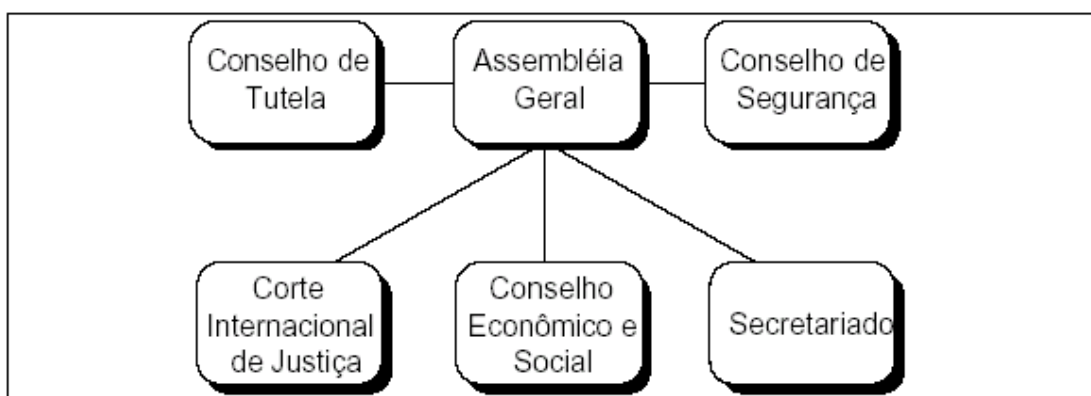 Conselho de
Tutela
Assembléia
Geral
Conselho de
Segurança
Corte
Internacional
de Justiça
Conselho
Econômico e
Social
Secretariado